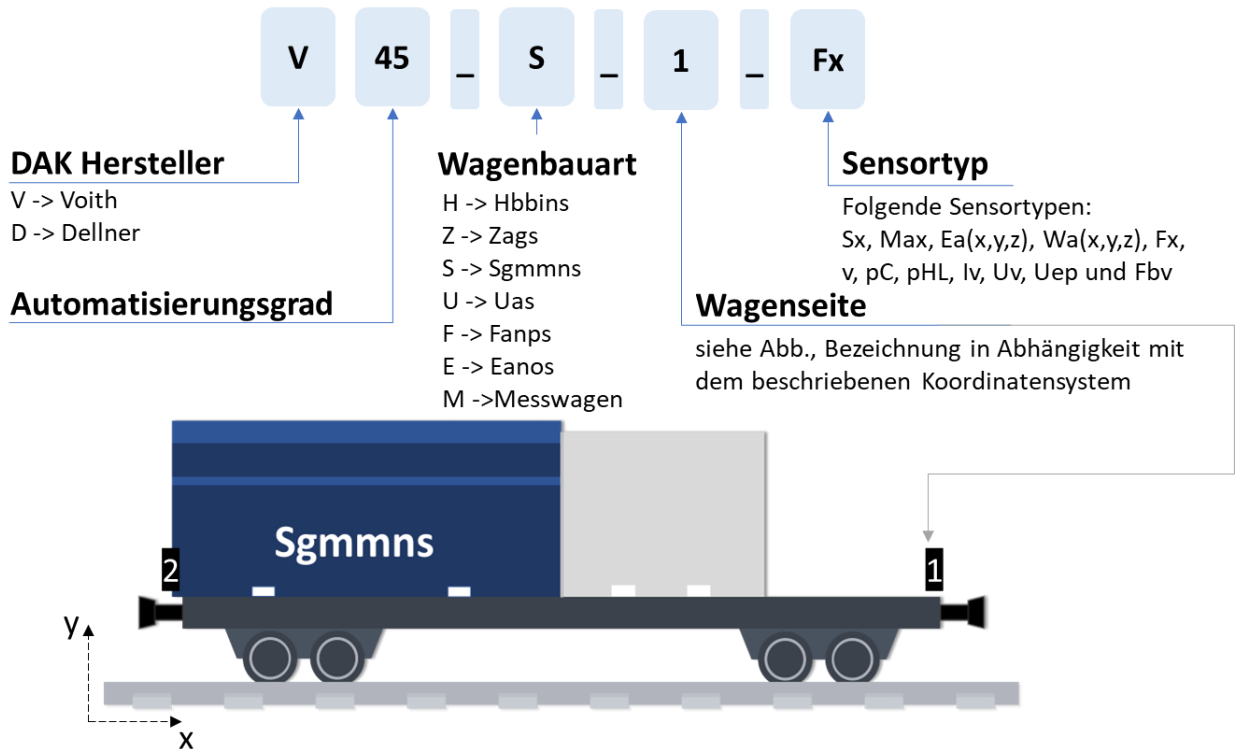 V 45 _ S _ 1 _ Fx
DAK Hersteller
V -> Voith
D -> Dellner
Automatisierungsgrad
Wagenbauart
H -> Hbbins
Z -> Zags
S -> Sgmmns
U -> Uas
F -> Fanps
E -> Eanos
M ->Messwagen
Sensortyp
Folgende Sensortypen:
Sx, Max, Ea(x,y,z), Wa(x,y,z), Fx,
v, pC, pHL, Iv, Uv, Uep und Fbv
Wagenseite
siehe Abb., Bezeichnung in Abhängigkeit mit
dem beschriebenen Koordinatensystem
Sgmmns
2
1
y
x